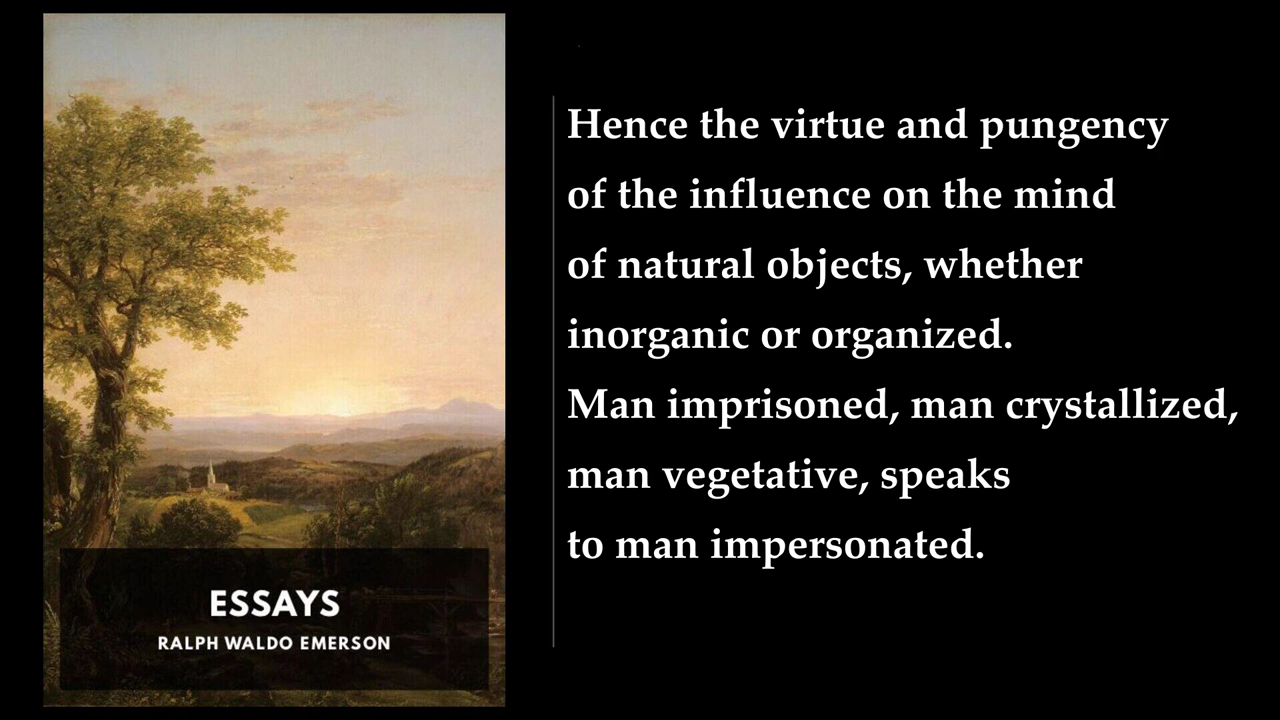 Hence the virtue and pungency
of the influence on the mind
of natural objects, whether
inorganic or organized.
Man imprisoned, man crystallized,
man vegetative, speaks
to man impersonated.
ESSAYS
RALPH WALDO EMERSON